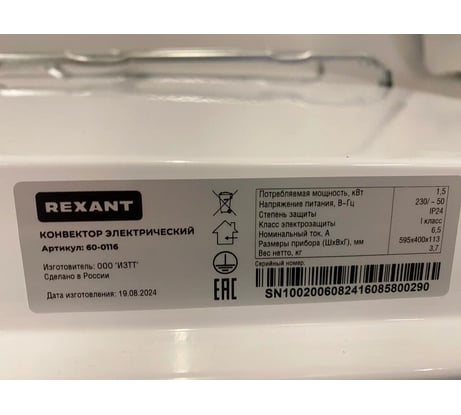 REXANT
КОНВЕКТОР ЭЛЕКТРИЧЕСКИЙ
Артикул: 60-0116
Изготовитель: ООО "ИЗТТ"
Сделано в России
Дата изготовления: 19.08.2024
EAC
Потребляемая мощность, кВт 1,5
Напряжение питания, В~Гц 230/ ~ 50
Степень защиты IP24
Класс электрозащиты I класс
Номинальный ток, А 6,5
Размеры прибора (ШхВхГ), мм 595х400х113
Вес нетто, кг 3,7
Серийный номер.
SN1002006082416085800290